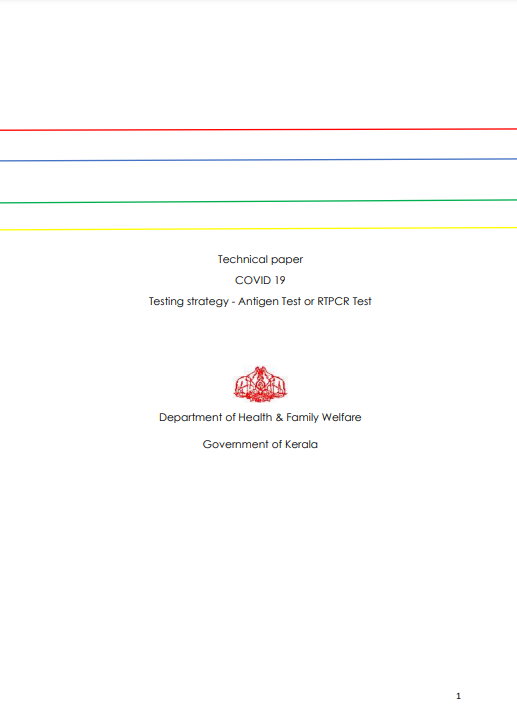 Technical paper
COVID 19
Testing strategy - Antigen Test or RTPCR Test
Department of Health & Family Welfare
Government of Kerala
1